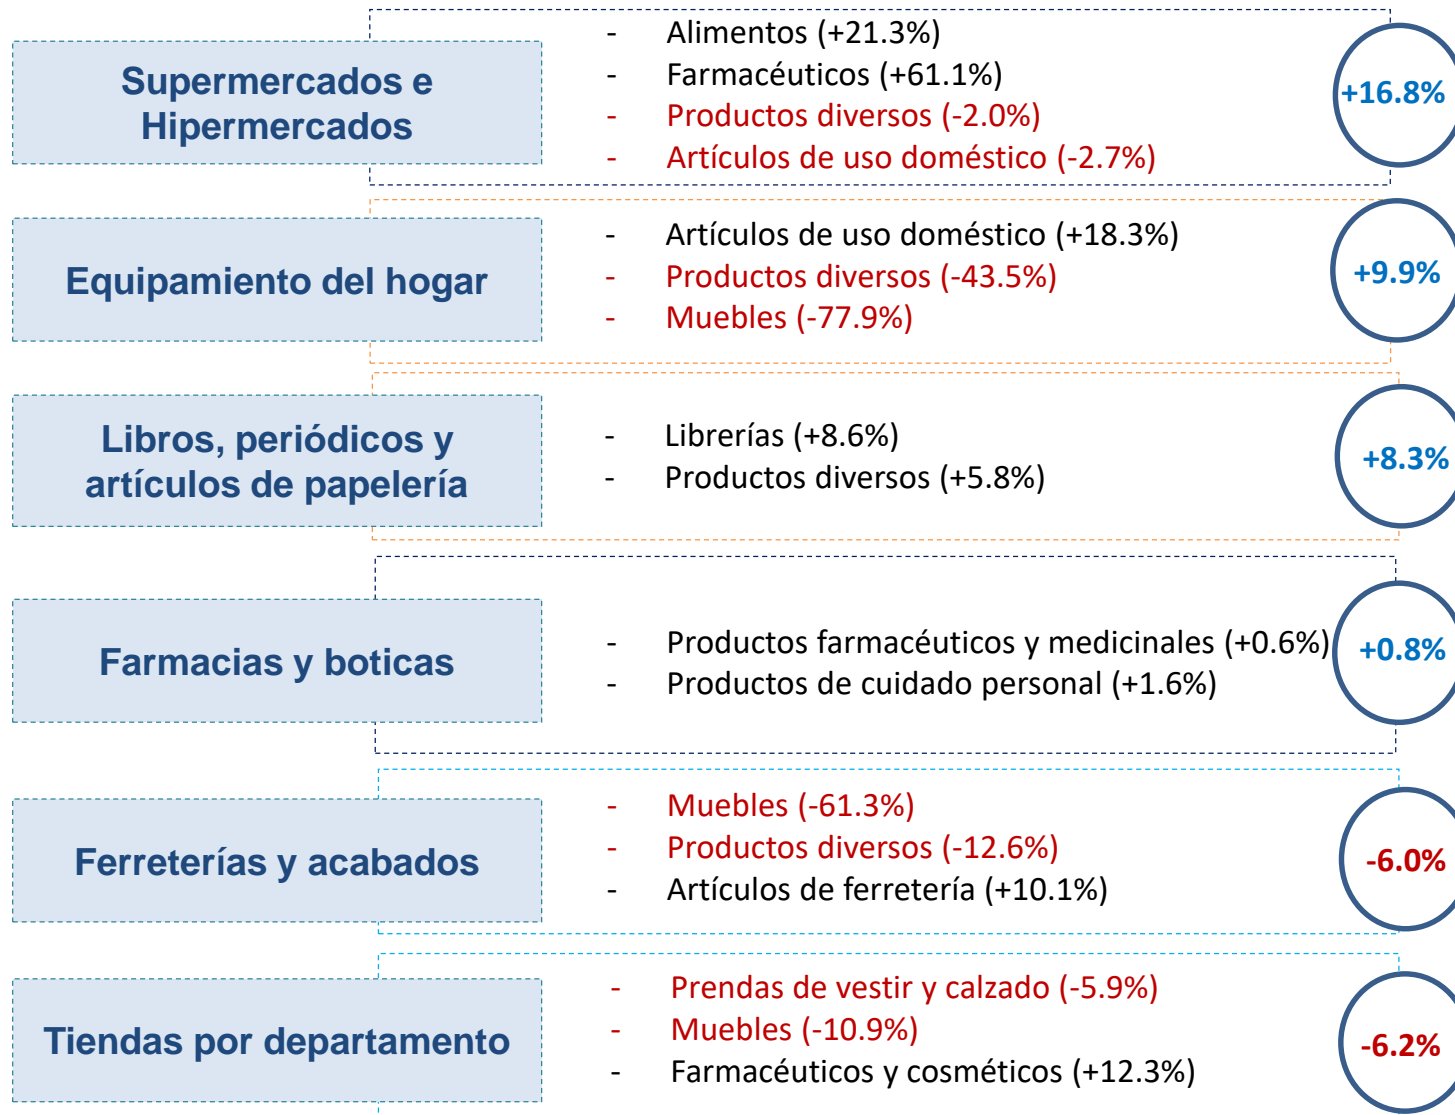 Supermercados e
Hipermercados
- Alimentos (+21.3%)
- Farmacéuticos (+61.1%)
- Productos diversos (-2.0%)
- Artículos de uso doméstico (-2.7%)
+16.8%
Equipamiento del hogar
- Artículos de uso doméstico (+18.3%)
- Productos diversos (-43.5%)
- Muebles (-77.9%)
+9.9%
Libros, periódicos y
artículos de papelería
- Librerías (+8.6%)
- Productos diversos (+5.8%)
+8.3%
Farmacias y boticas
- Productos farmacéuticos y medicinales (+0.6%)
- Productos de cuidado personal (+1.6%)
+0.8%
Ferreterías y acabados
- Muebles (-61.3%)
- Productos diversos (-12.6%)
- Artículos de ferretería (+10.1%)
-6.0%
Tiendas por departamento
- Prendas de vestir y calzado (-5.9%)
- Muebles (-10.9%)
- Farmacéuticos y cosméticos (+12.3%)
-6.2%